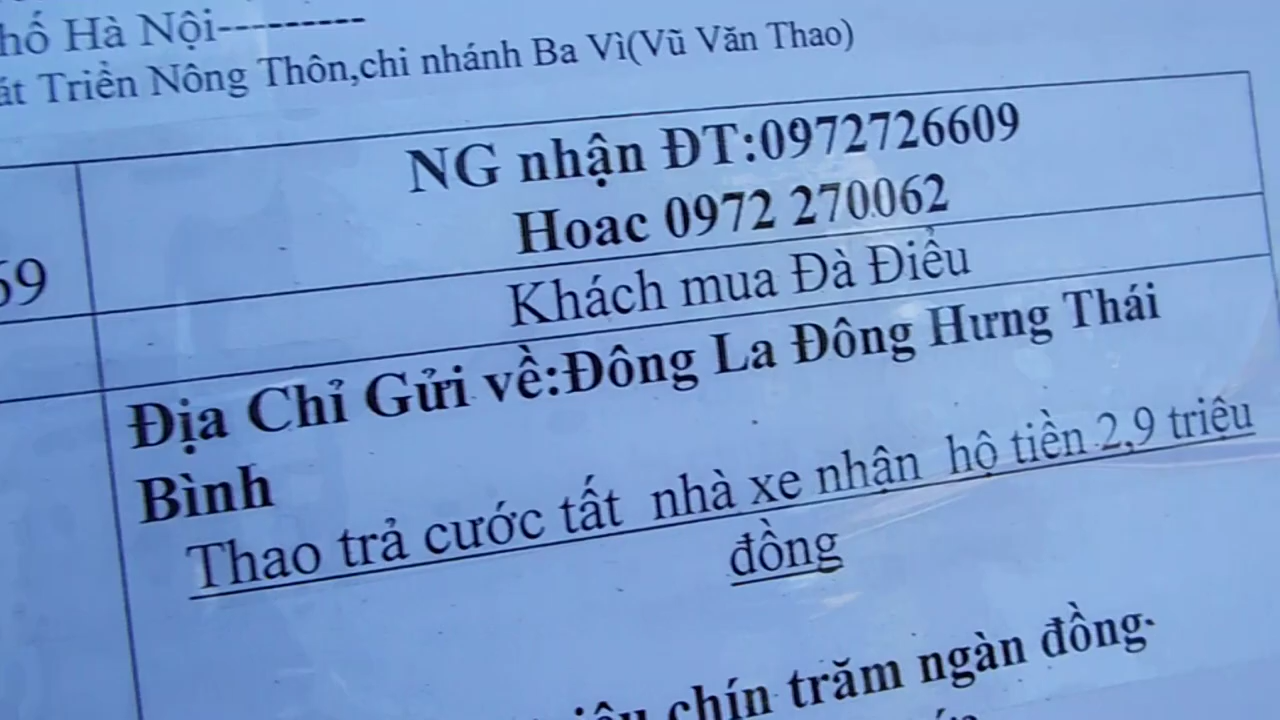 hố Hà Nội---------
át Triển Nông Thôn,chi nhánh Ba Vì(Vũ Văn Thao)
NG nhận ĐT:0972726609
Hoac 0972 270062
69
Khách mua Đà Điểu
Địa Chỉ Gửi về:Đông La Đông Hưng Thái
Bình
Thao trả cước tất nhà xe nhận hộ tiền 2,9 triệu
đồng
chín trăm ngàn đồng.